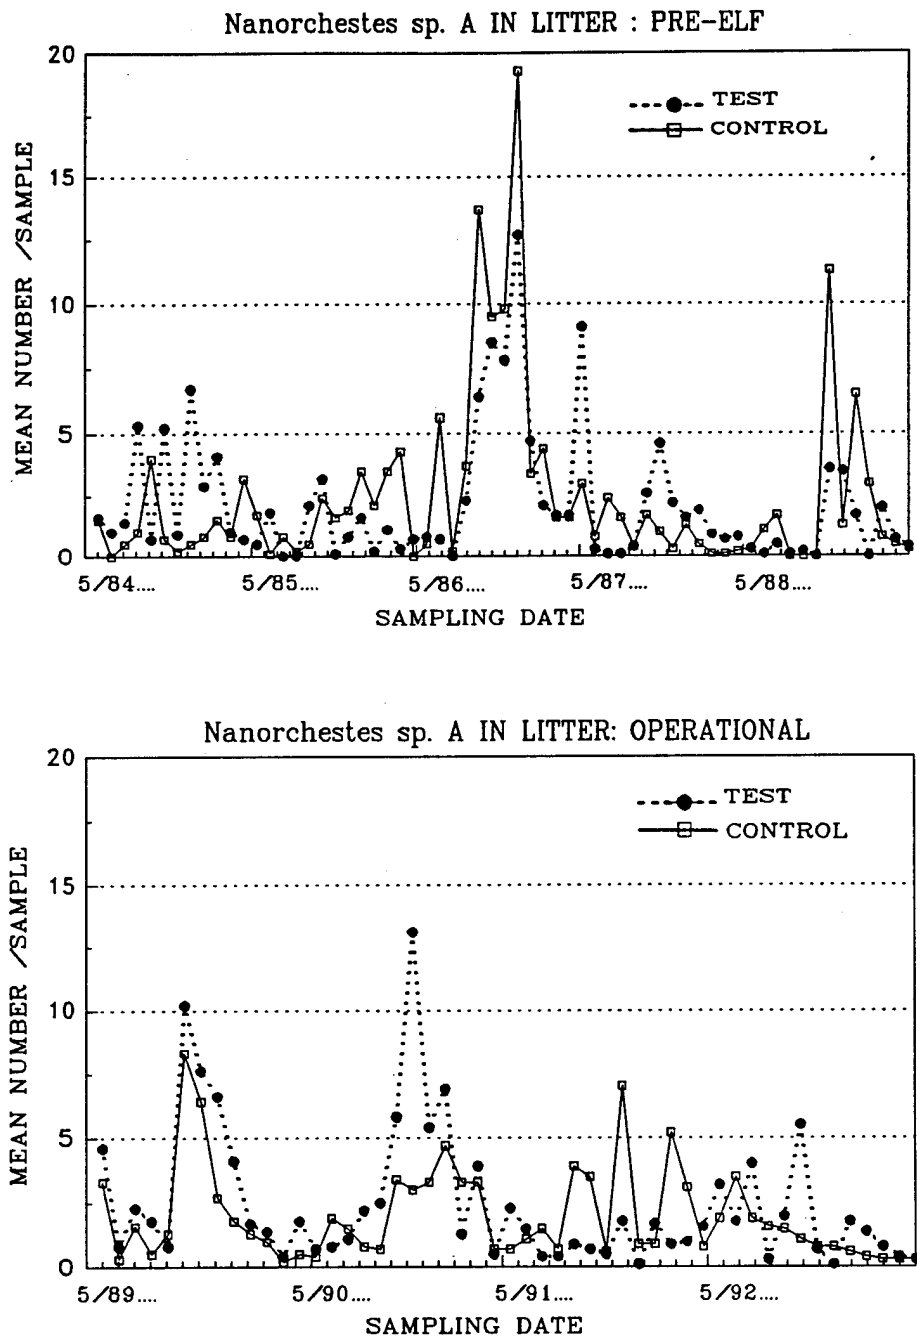 Nanorchestes sp. A IN LITTER : PRE-ELF
20
15
10
5
0
MEAN NUMBER /SAMPLE
TEST
CONTROL
5/84.... 5/85.... 5/86.... 5/87.... 5/88....
SAMPLING DATE
Nanorchestes sp. A IN LITTER: OPERATIONAL
20
15
10
5
0
MEAN NUMBER /SAMPLE
TEST
CONTROL
5/89.... 5/90.... 5/91.... 5/92....
SAMPLING DATE